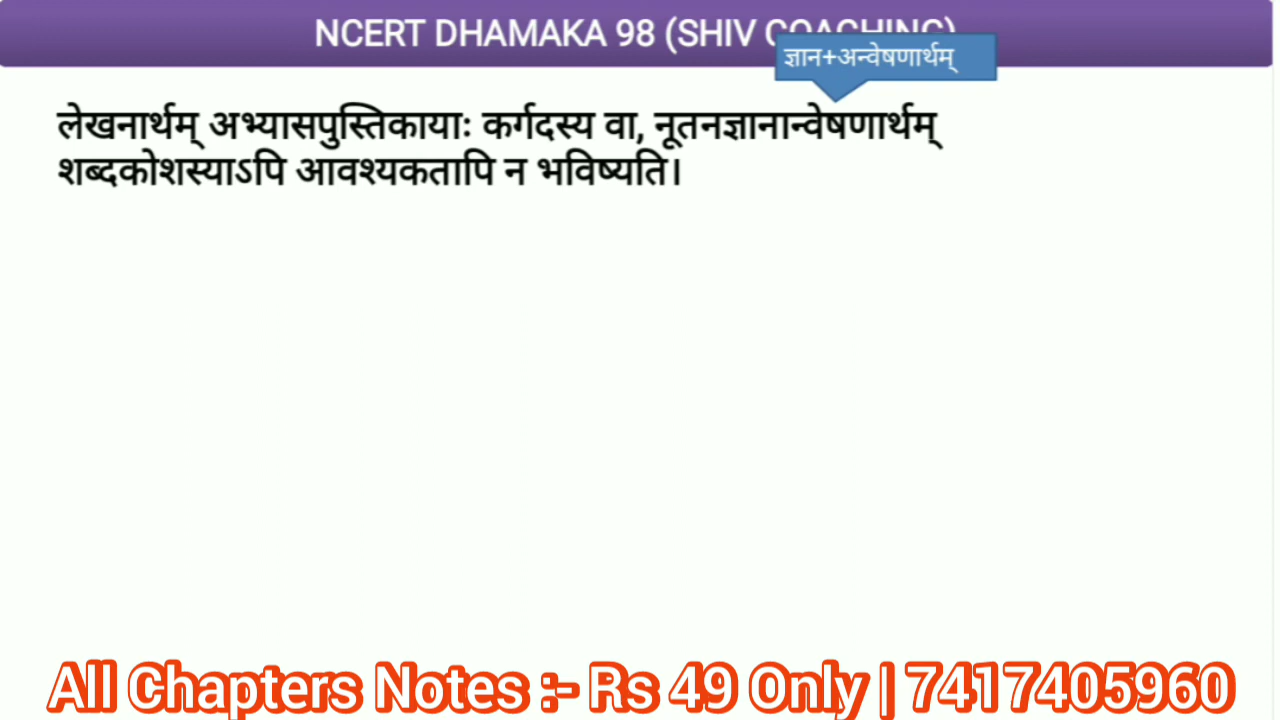 NCERT DHAMAKA 98 (SHIV COACHING)
ज्ञान+अन्वेषणार्थम्
लेखनार्थम् अभ्यासपुस्तिकायाः कर्गदस्य वा, नूतनज्ञानान्वेषणार्थम्
शब्दकोशस्याऽपि आवश्यकतापि न भविष्यति।
All Chapters Notes :- Rs 49 Only | 7417405960